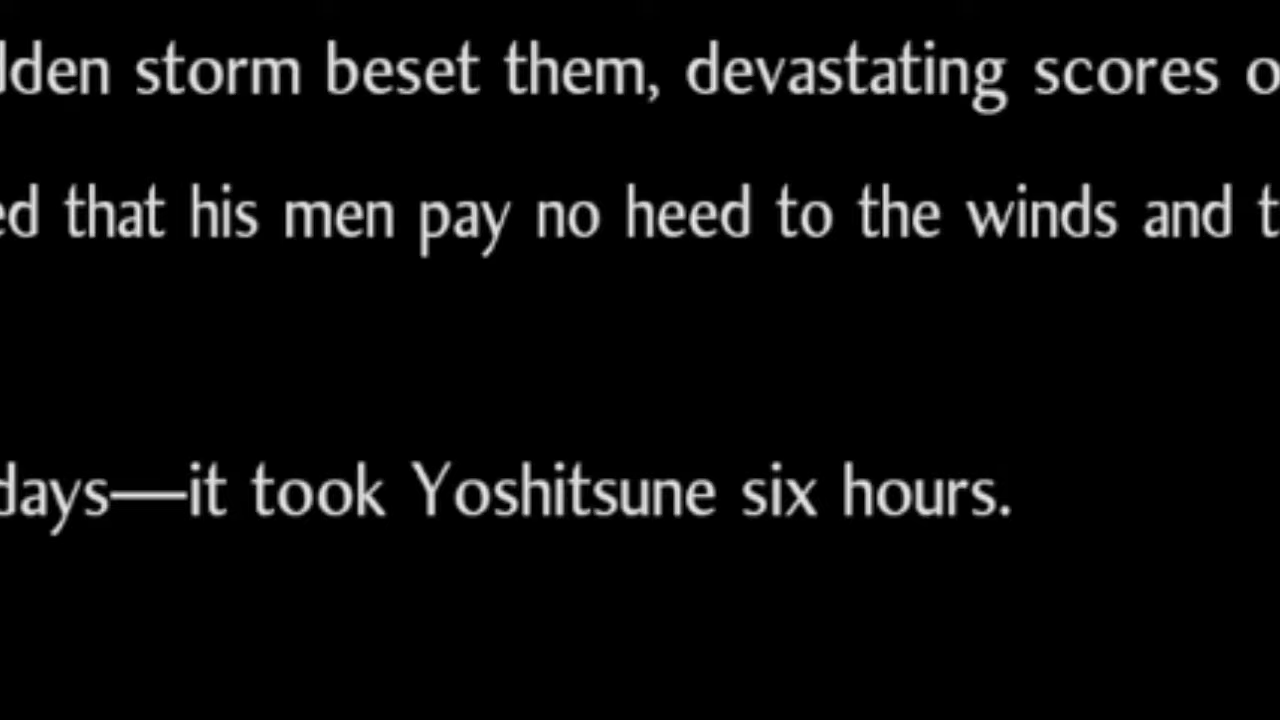 dden storm beset them, devastating scores o
ed that his men pay no heed to the winds and t
days—it took Yoshitsune six hours.